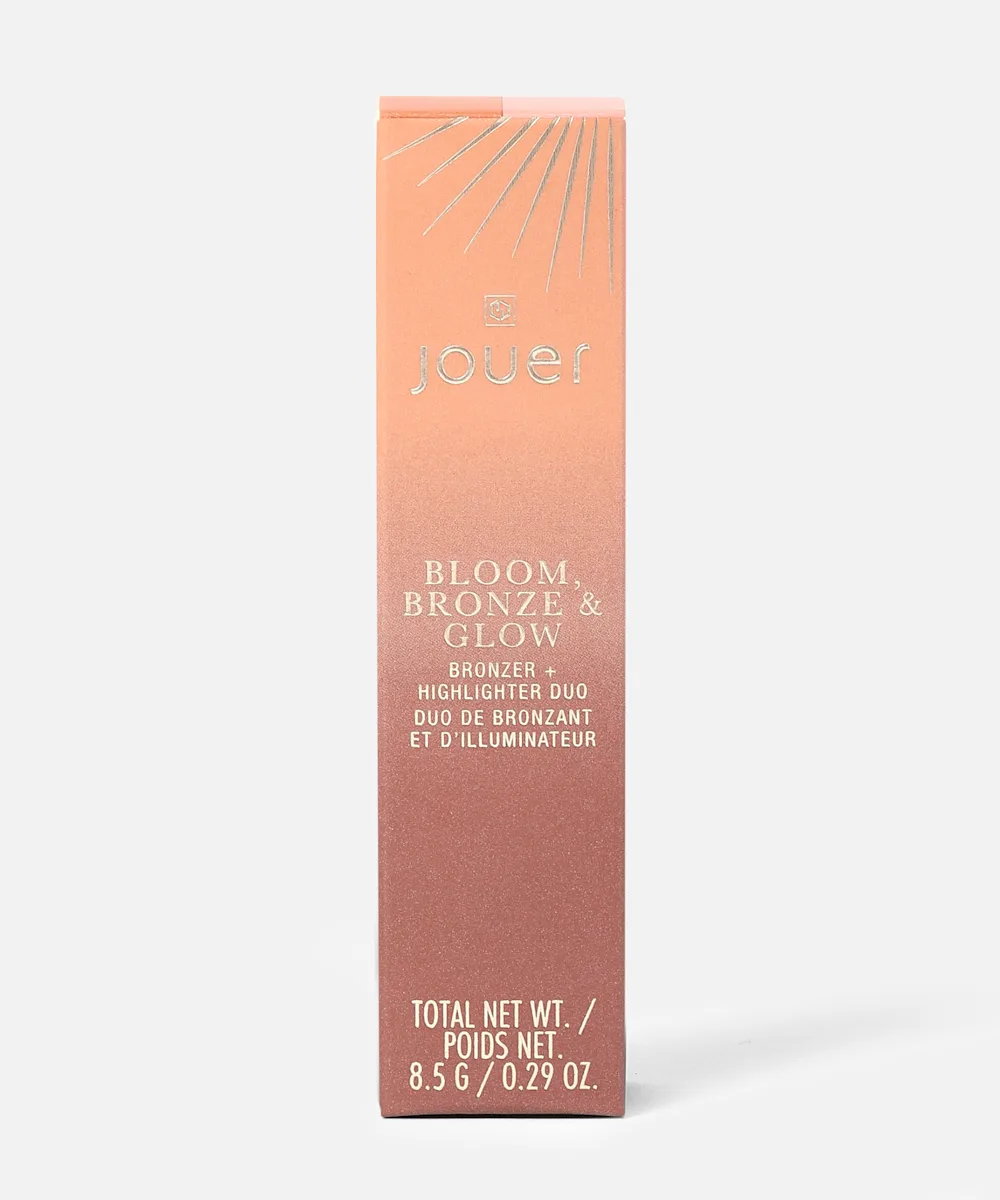 jouer
BLOOM,
BRONZE &
GLOW
BRONZER +
HIGHLIGHTER DUO
DUO DE BRONZANT
ET D'ILLUMINATEUR
TOTAL NET WT. /
POIDS NET.
8.5 G / 0.29 OZ.